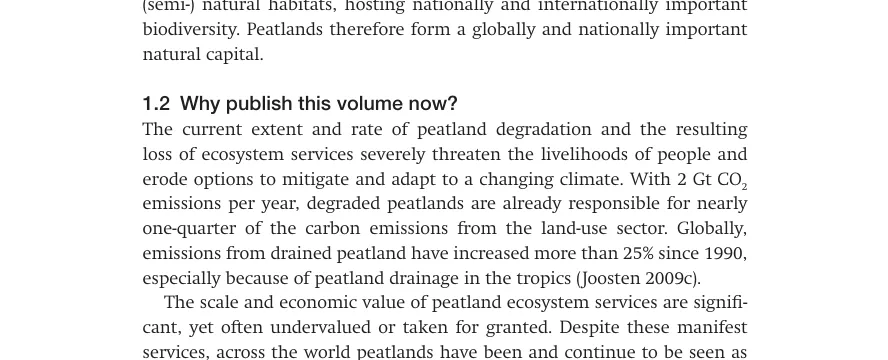 (semi-) natural habitats, hosting nationally and internationally important
biodiversity. Peatlands therefore form a globally and nationally important
natural capital.
1.2 Why publish this volume now?
The current extent and rate of peatland degradation and the resulting
loss of ecosystem services severely threaten the livelihoods of people and
erode options to mitigate and adapt to a changing climate. With 2 Gt CO₂
emissions per year, degraded peatlands are already responsible for nearly
one-quarter of the carbon emissions from the land-use sector. Globally,
emissions from drained peatland have increased more than 25% since 1990,
especially because of peatland drainage in the tropics (Joosten 2009c).
The scale and economic value of peatland ecosystem services are signifi-
cant, yet often undervalued or taken for granted. Despite these manifest
services, across the world peatlands have been and continue to be seen as